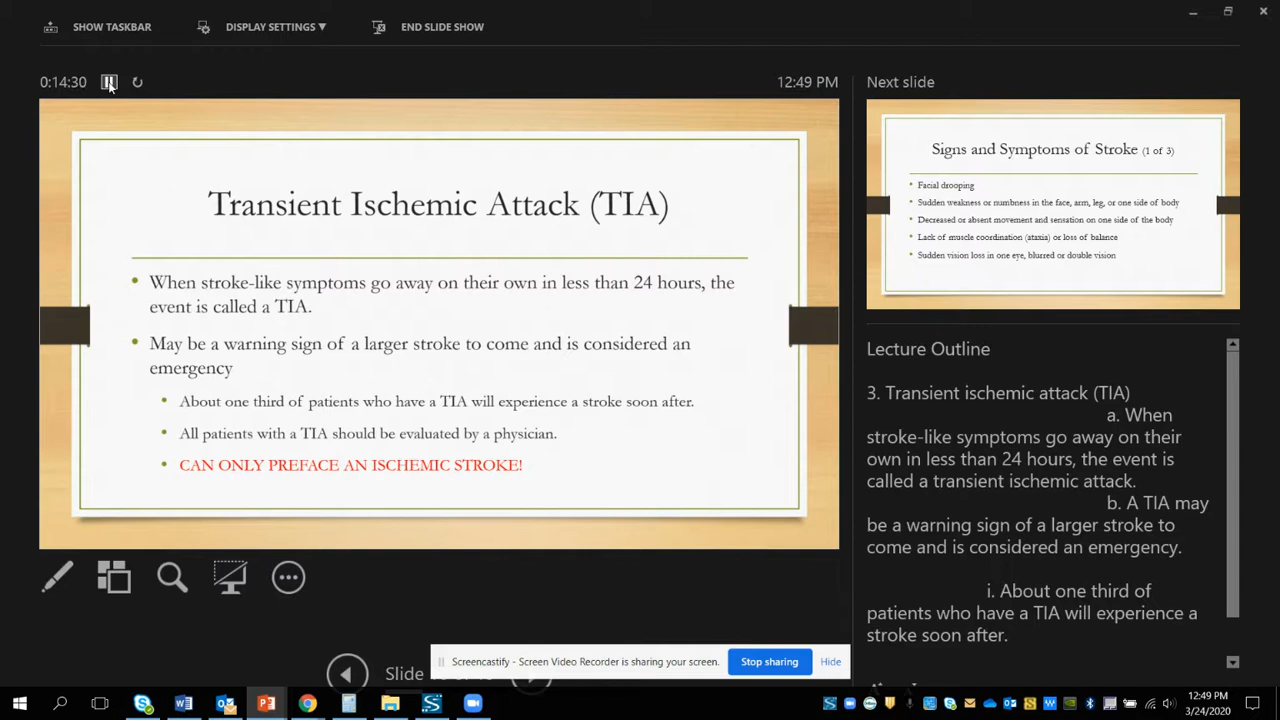 SHOW TASKBAR
DISPLAY SETTINGS ▼
END SLIDE SHOW
0:14:30
12:49 PM
Transient Ischemic Attack (TIA)
• When stroke-like symptoms go away on their own in less than 24 hours, the
event is called a TIA.
• May be a warning sign of a larger stroke to come and is considered an
emergency
• About one third of patients who have a TIA will experience a stroke soon after.
• All patients with a TIA should be evaluated by a physician.
• CAN ONLY PREFACE AN ISCHEMIC STROKE!
Next slide
Signs and Symptoms of Stroke (1 of 3)
• Facial drooping
• Sudden weakness or numbness in the face, arm, leg, or one side of body
• Decreased or absent movement and sensation on one side of the body
• Lack of muscle coordination (ataxia) or loss of balance
• Sudden vision loss in one eye, blurred or double vision
Lecture Outline
3. Transient ischemic attack (TIA)
a. When
stroke-like symptoms go away on their
own in less than 24 hours, the event is
called a transient ischemic attack.
b. A TIA may
be a warning sign of a larger stroke to
come and is considered an emergency.
i. About one third of
patients who have a TIA will experience a
stroke soon after.
Slide
Screencastify - Screen Video Recorder is sharing your screen.
Stop sharing
Hide
12:49 PM
3/24/2020